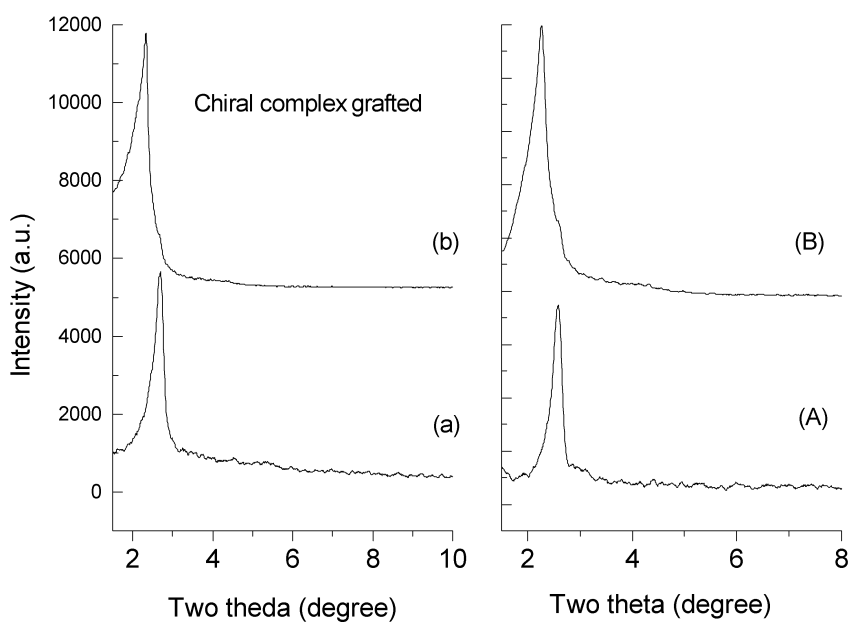 12000
10000
8000
6000
4000
2000
0
Intensity (a.u.)
Chiral complex grafted
(b)
(a)
2 4 6 8 10
Two theda (degree)
(B)
(A)
2 4 6 8
Two theta (degree)